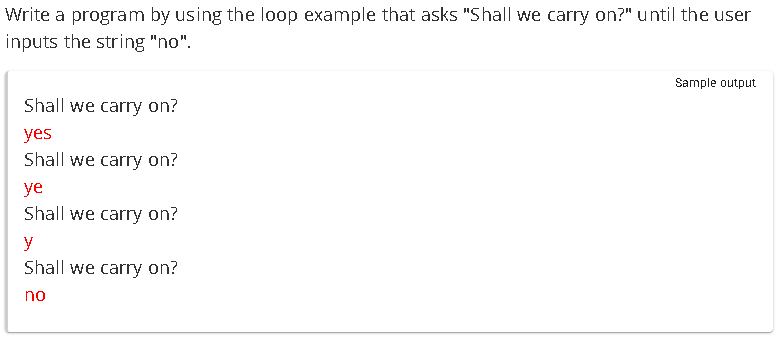 Write a program by using the loop example that asks "Shall we carry on?" until the user
inputs the string "no".
Sample output
Shall we carry on?
yes
Shall we carry on?
ye
Shall we carry on?
y
Shall we carry on?
no